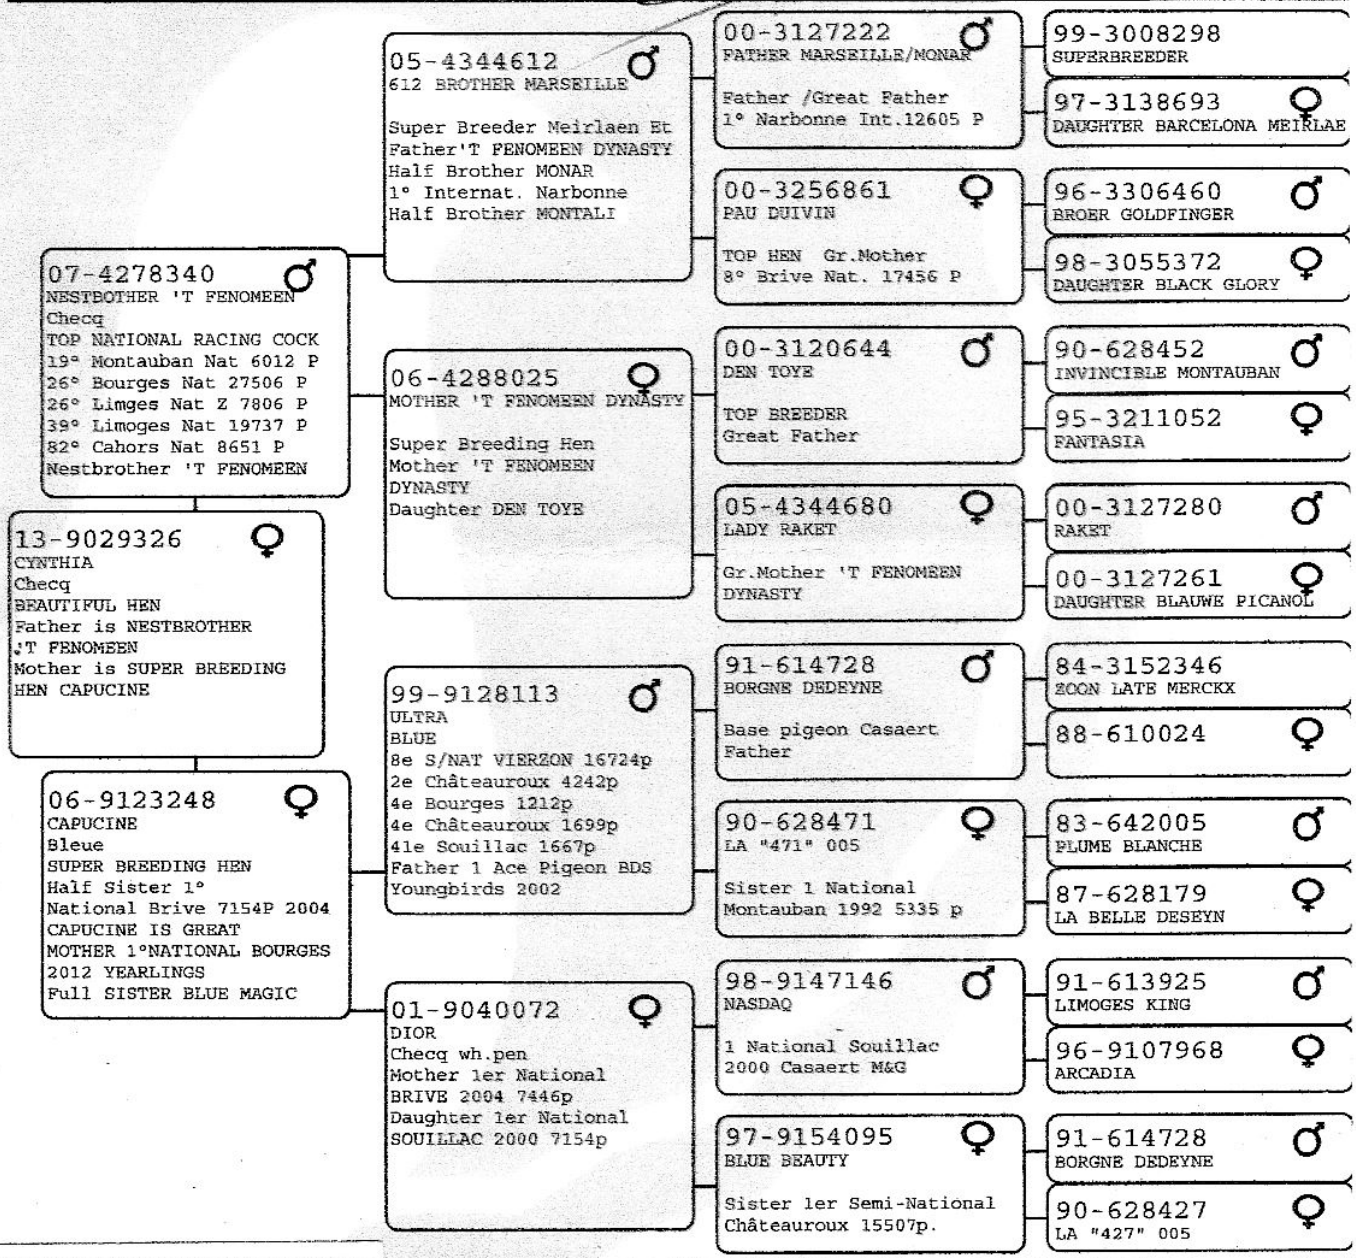 13-9029326
CYNTHIA
Checq
BEAUTIFUL HEN
Father is NESTBROTHER
'T FENOMEEN
Mother is SUPER BREEDING
HEN CAPUCINE
07-4278340
NESTBOTHER 'T FENOMEEN
Checq
TOP NATIONAL RACING COCK
19° Montauban Nat 6012 P
26° Bourges Nat 27506 P
26° Limges Nat Z 7806 P
39° Limoges Nat 19737 P
82° Cahors Nat 8651 P
Nestbrother 'T FENOMEEN
06-9123248
CAPUCINE
Bleue
SUPER BREEDING HEN
Half Sister 1°
National Brive 7154P 2004
CAPUCINE IS GREAT
MOTHER 1°NATIONAL BOURGES
2012 YEARLINGS
Full SISTER BLUE MAGIC
05-4344612
612 BROTHER MARSEILLE
Super Breeder Meirlaen Et
Father'T FENOMEEN DYNASTY
Half Brother MONAR
1° Internat. Narbonne
Half Brother MONTALI
06-4288025
MOTHER 'T FENOMEEN DYNASTY
Super Breeding Hen
Mother 'T FENOMEEN
DYNASTY
Daughter DEN TOYE
99-9128113
ULTRA
BLUE
8e S/NAT VIERZON 16724p
2e Châteauroux 4242p
4e Bourges 1212p
4e Châteauroux 1699p
41e Souillac 1667p
Father 1 Ace Pigeon BDS
Youngbirds 2002
01-9040072
DIOR
Checq wh.pen
Mother 1er National
BRIVE 2004 7446p
Daughter 1er National
SOUILLAC 2000 7154p
00-3127222
FATHER MARSEILLE/MONAR
Father /Great Father
1° Narbonne Int.12605 P
00-3256861
PAU DUIVIN
TOP HEN Gr.Mother
8° Brive Nat. 17456 P
00-3120644
DEN TOYE
TOP BREEDER
Great Father
05-4344680
LADY RAKET
Gr.Mother 'T FENOMEEN
DYNASTY
91-614728
BORGNE DEDEYNE
Base pigeon Casaert
Father
90-628471
LA "471" 005
Sister 1 National
Montauban 1992 5335 p
98-9147146
NASDAQ
1 National Souillac
2000 Casaert M&G
97-9154095
BLUE BEAUTY
Sister 1er Semi-National
Châteauroux 15507p.
99-3008298
SUPERBREEDER
97-3138693
DAUGHTER BARCELONA MEIRLAE
96-3306460
BROER GOLDFINGER
98-3055372
DAUGHTER BLACK GLORY
90-628452
INVINCIBLE MONTAUBAN
95-3211052
FANTASIA
00-3127280
RAKET
00-3127261
DAUGHTER BLAUWE PICANOL
84-3152346
ZOON LATE MERCKX
88-610024
83-642005
PLUME BLANCHE
87-628179
LA BELLE DESEYN
91-613925
LIMOGES KING
96-9107968
ARCADIA
91-614728
BORGNE DEDEYNE
90-628427
LA "427" 005